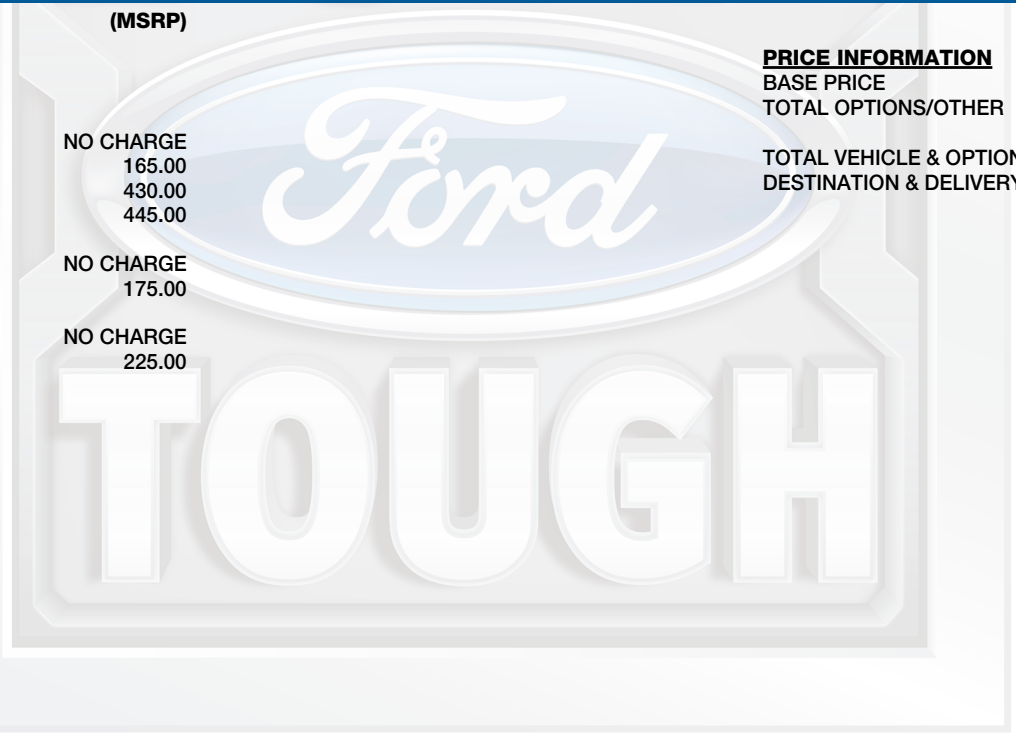 (MSRP)
NO CHARGE
165.00
430.00
445.00
NO CHARGE
175.00
NO CHARGE
225.00
PRICE INFORMATION
BASE PRICE
TOTAL OPTIONS/OTHER
TOTAL VEHICLE & OPTION
DESTINATION & DELIVERY
Ford
TOUGH